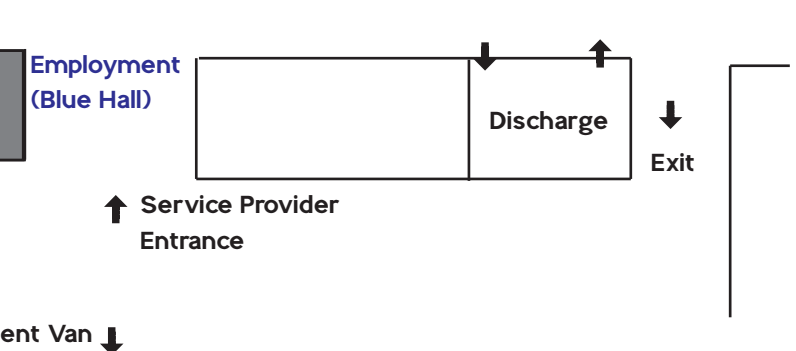 Employment
(Blue Hall)
Discharge
Exit
Service Provider
Entrance
ent Van